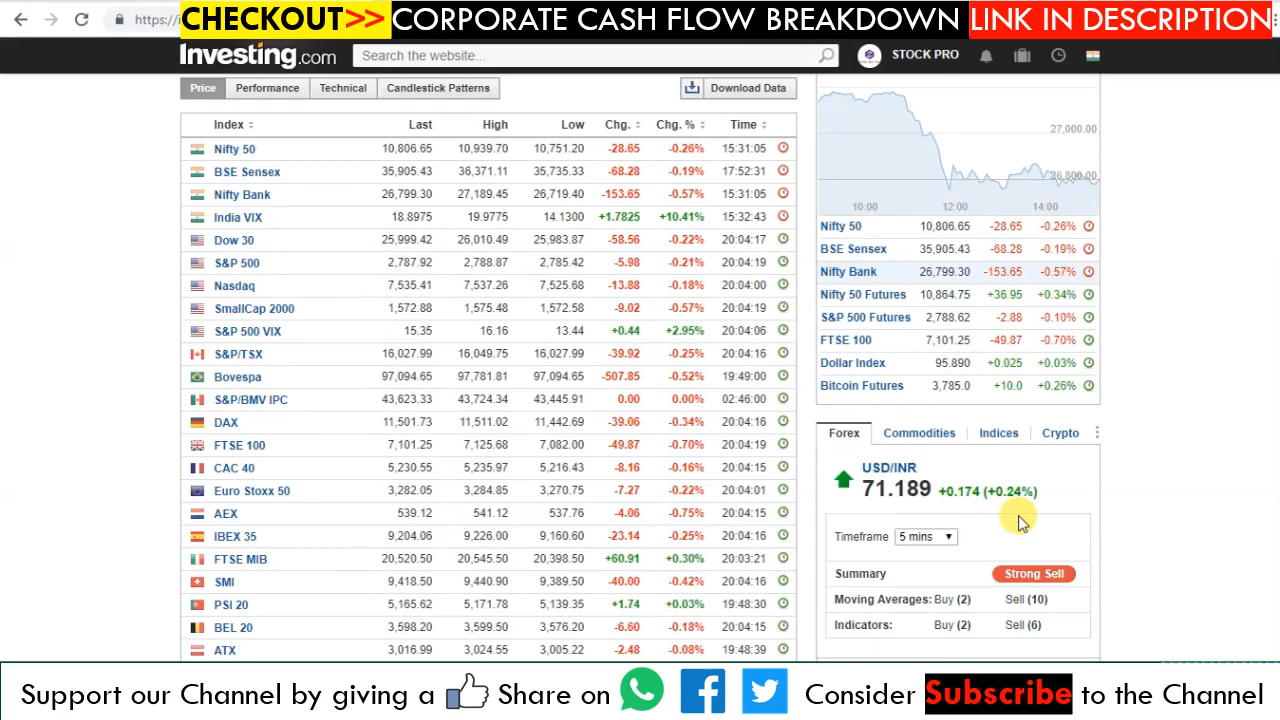 CHECKOUT>> CORPORATE CASH FLOW BREAKDOWN LINK IN DESCRIPTION
Investing.com Search the website... STOCK PRO
Price Performance Technical Candlestick Patterns Download Data
Index Last High Low Chg. Chg. % Time
Nifty 50 10,806.65 10,939.70 10,751.20 -28.65 -0.26% 15:31:05
BSE Sensex 35,905.43 36,371.11 35,735.33 -68.28 -0.19% 17:52:31
Nifty Bank 26,799.30 27,189.45 26,719.40 -153.65 -0.57% 15:31:05
India VIX 18.8975 19.9775 14.1300 +1.7825 +10.41% 15:32:43
Dow 30 25,999.42 26,010.49 25,983.87 -58.56 -0.22% 20:04:17
S&P 500 2,787.92 2,788.87 2,785.42 -5.98 -0.21% 20:04:19
Nasdaq 7,535.41 7,537.26 7,525.68 -13.88 -0.18% 20:04:00
SmallCap 2000 1,572.88 1,575.48 1,572.58 -9.02 -0.57% 20:04:19
S&P 500 VIX 15.35 16.16 13.44 +0.44 +2.95% 20:04:06
S&P/TSX 16,027.99 16,049.75 16,027.99 -39.92 -0.25% 20:04:16
Bovespa 97,094.65 97,781.81 97,094.65 -507.85 -0.52% 19:49:00
S&P/BMV IPC 43,623.33 43,724.34 43,445.91 0.00 0.00% 02:46:00
DAX 11,501.73 11,511.02 11,442.69 -39.06 -0.34% 20:04:16
FTSE 100 7,101.25 7,125.68 7,082.00 -49.87 -0.70% 20:04:19
CAC 40 5,230.55 5,235.97 5,216.43 -8.16 -0.16% 20:04:15
Euro Stoxx 50 3,282.05 3,284.85 3,270.75 -7.27 -0.22% 20:04:01
AEX 539.12 541.12 537.76 -4.06 -0.75% 20:04:15
IBEX 35 9,204.06 9,226.00 9,160.60 -23.14 -0.25% 20:04:16
FTSE MIB 20,520.50 20,545.50 20,398.50 +60.91 +0.30% 20:03:21
SMI 9,418.50 9,440.90 9,389.50 -40.00 -0.42% 20:04:16
PSI 20 5,165.62 5,171.78 5,139.35 +1.74 +0.03% 19:48:30
BEL 20 3,598.20 3,599.50 3,576.20 -6.60 -0.18% 20:04:15
ATX 3,016.99 3,024.55 3,005.22 -2.48 -0.08% 19:48:39
27,000.00
26,800.00
10:00 12:00 14:00
Nifty 50 10,806.65 -28.65 -0.26%
BSE Sensex 35,905.43 -68.28 -0.19%
Nifty Bank 26,799.30 -153.65 -0.57%
Nifty 50 Futures 10,864.75 +36.95 +0.34%
S&P 500 Futures 2,788.62 -2.88 -0.10%
FTSE 100 7,101.25 -49.87 -0.70%
Dollar Index 95.890 +0.025 +0.03%
Bitcoin Futures 3,785.0 +10.0 +0.26%
Forex Commodities Indices Crypto
USD/INR
71.189 +0.174 (+0.24%)
Timeframe 5 mins
Summary Strong Sell
Moving Averages: Buy (2) Sell (10)
Indicators: Buy (2) Sell (6)
Support our Channel by giving a Share on Consider Subscribe to the Channel